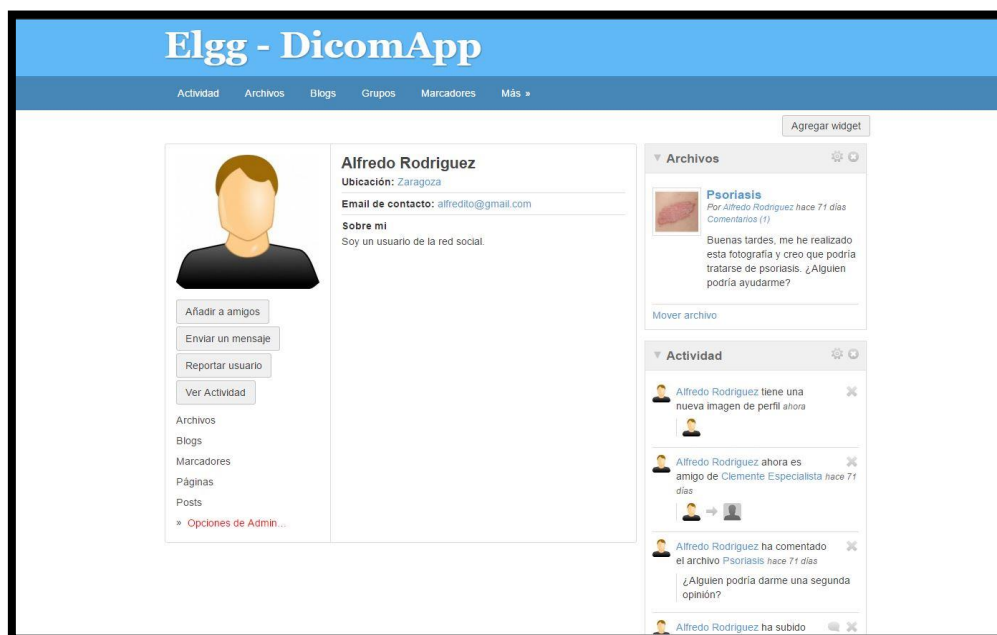 Elgg - DicomApp
Actividad Archivos Blogs Grupos Marcadores Más »
Agregar widget
Añadir a amigos
Enviar un mensaje
Reportar usuario
Ver Actividad
Archivos
Blogs
Marcadores
Páginas
Posts
» Opciones de Admin...
Alfredo Rodriguez
Ubicación: Zaragoza
Email de contacto: alfredito@gmail.com
Sobre mi
Soy un usuario de la red social.
Archivos
Psoriasis
Por Alfredo Rodriguez hace 71 días
Comentarios (1)
Buenas tardes, me he realizado
esta fotografía y creo que podría
tratarse de psoriasis. ¿Alguien
podría ayudarme?
Mover archivo
Actividad
Alfredo Rodriguez tiene una
nueva imagen de perfil ahora
Alfredo Rodriguez ahora es
amigo de Clemente Especialista hace 71
días
Alfredo Rodriguez ha comentado
el archivo Psoriasis hace 71 días
¿Alguien podría darme una segunda
opinión?
Alfredo Rodriguez ha subido